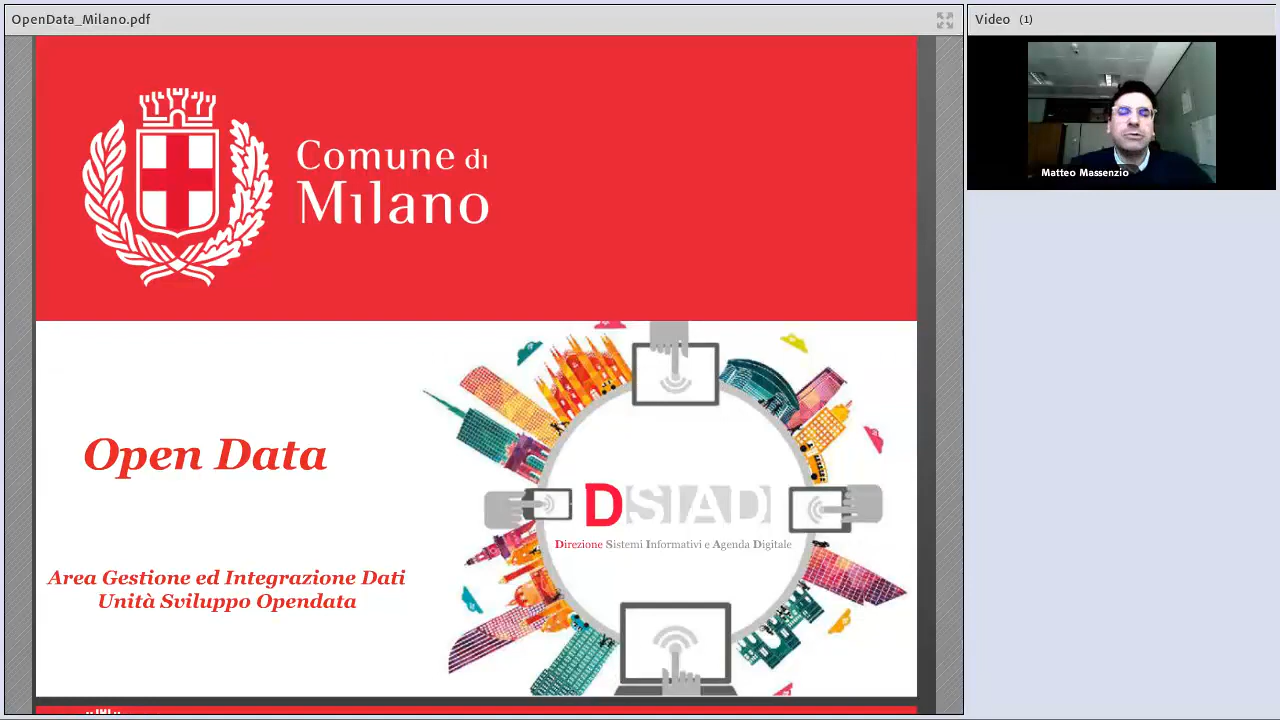 OpenData_Milano.pdf
Video (1)
Matteo Massenzio
Comune di
Milano
Open Data
DSIAD
Direzione Sistemi Informativi e Agenda Digitale
Area Gestione ed Integrazione Dati
Unità Sviluppo Opendata